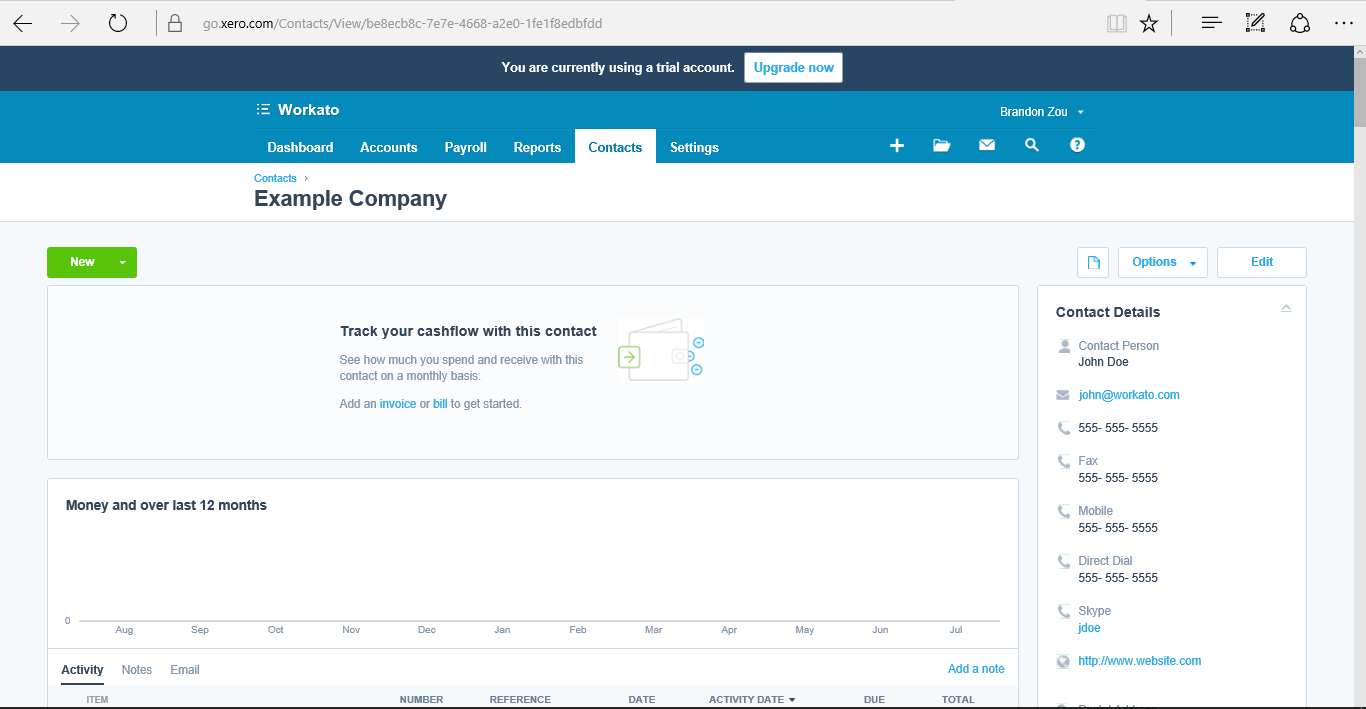 go.xero.com/Contacts/View/be8ecb8c-7e7e-4668-a2e0-1fe1f8edbfdd
You are currently using a trial account. Upgrade now
Workato
Brandon Zou
Dashboard Accounts Payroll Reports Contacts Settings
Contacts ›
Example Company
New
Options Edit
Track your cashflow with this contact
See how much you spend and receive with this
contact on a monthly basis.
Add an invoice or bill to get started.
Contact Details
Contact Person
John Doe
john@workato.com
555- 555- 5555
Fax
555- 555- 5555
Mobile
555- 555- 5555
Direct Dial
555- 555- 5555
Skype
jdoe
http://www.website.com
Money and over last 12 months
0
Aug Sep Oct Nov Dec Jan Feb Mar Apr May Jun Jul
Activity Notes Email Add a note
ITEM NUMBER REFERENCE DATE ACTIVITY DATE DUE TOTAL